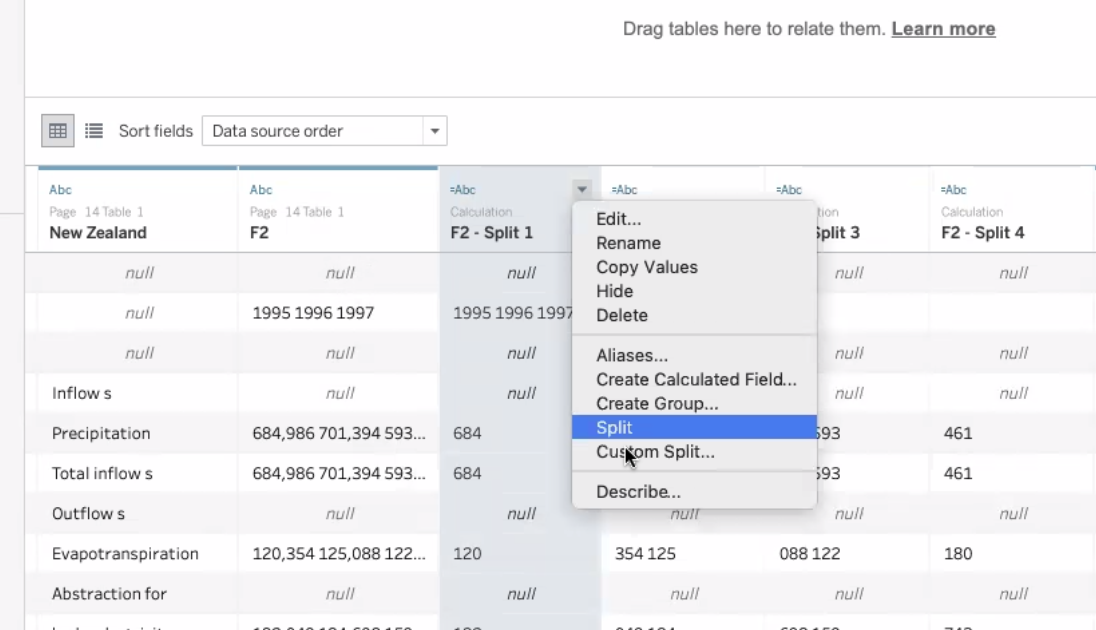 Drag tables here to relate them. Learn more
Sort fields Data source order
Abc Abc =Abc =Abc =Abc =Abc
Page 14 Table 1 Page 14 Table 1 Calculation Calculation
New Zealand F2 F2 - Split 1 Split 3 F2 - Split 4
null null null null null
null 1995 1996 1997 1995 1996 1997
null null null null null
Inflow s null null null null
Precipitation 684,986 701,394 593... 684 593 461
Total inflow s 684,986 701,394 593... 684 593 461
Outflow s null null null null null
Evapotranspiration 120,354 125,088 122... 120 354 125 088 122 180
Abstraction for null null null null null
Edit...
Rename
Copy Values
Hide
Delete
Aliases...
Create Calculated Field...
Create Group...
Split
Custom Split...
Describe...